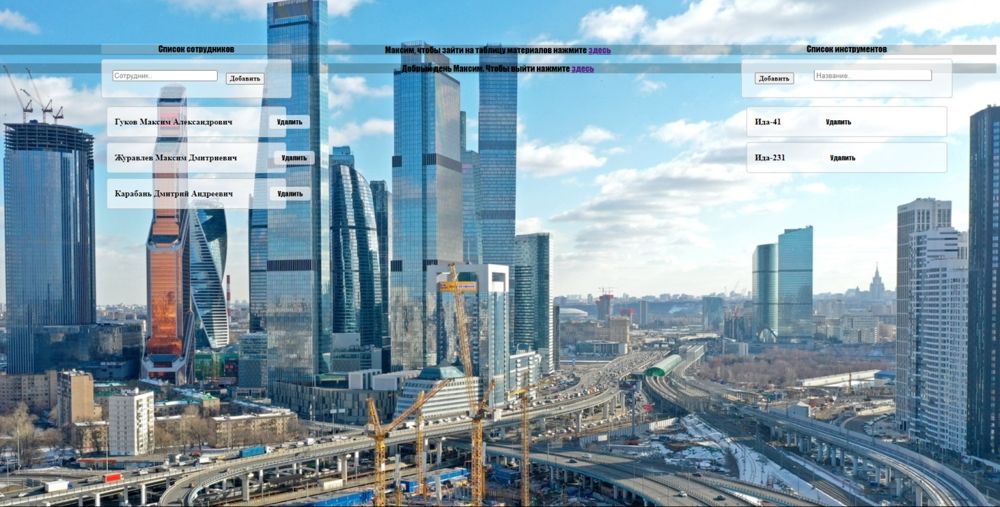 Список сотрудников
Сотрудник..
Добавить
Гуков Максим Александрович
Удалить
Журавлев Максим Дмитриевич
Удалить
Карабань Дмитрий Андреевич
Удалить
Максим, чтобы зайти на таблицу материалов нажмите здесь
Добрый день Максим. Чтобы выйти нажмите здесь
Список инструментов
Добавить
Название..
Ида-41
Удалить
Ида-231
Удалить